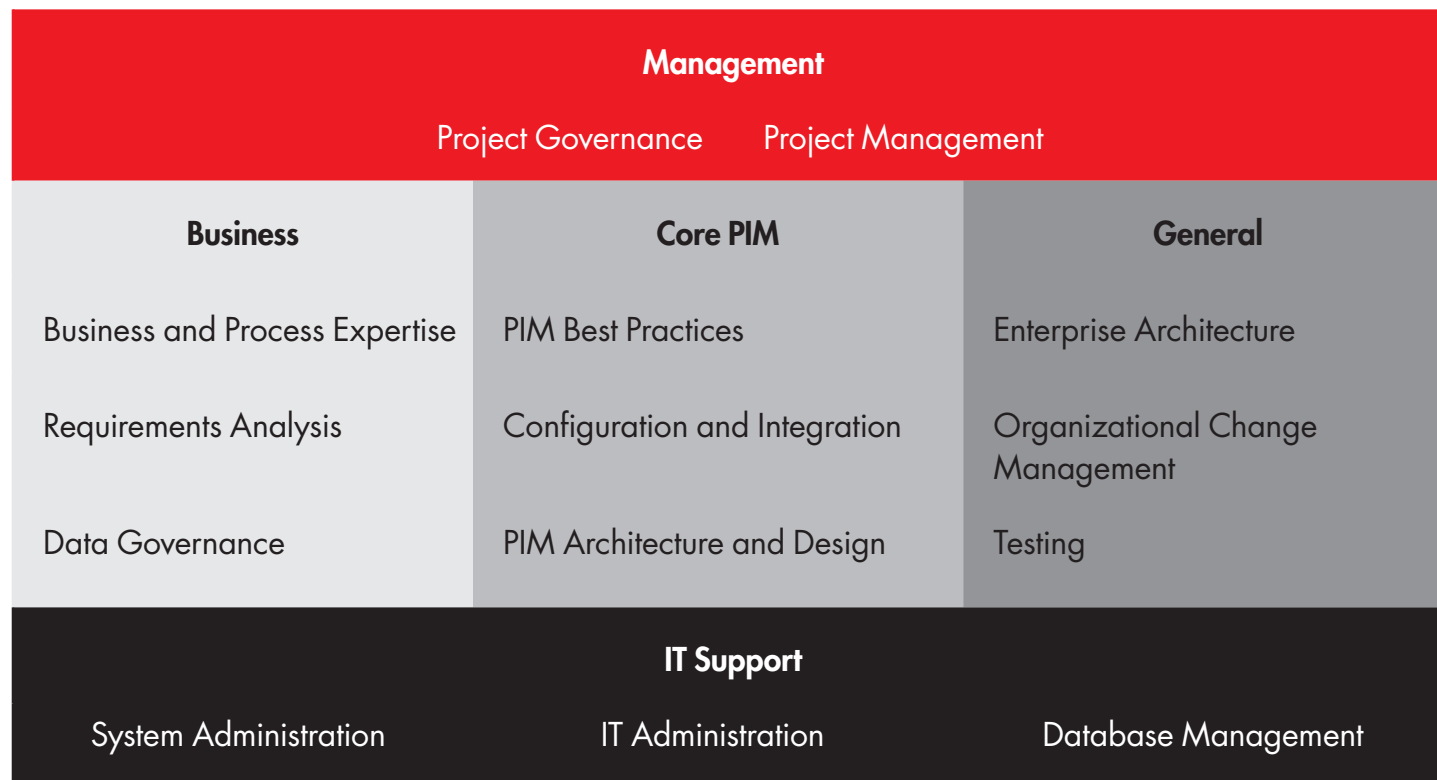 Management
Project Governance Project Management
Business
Business and Process Expertise
Requirements Analysis
Data Governance
Core PIM
PIM Best Practices
Configuration and Integration
PIM Architecture and Design
General
Enterprise Architecture
Organizational Change
Management
Testing
IT Support
System Administration IT Administration Database Management